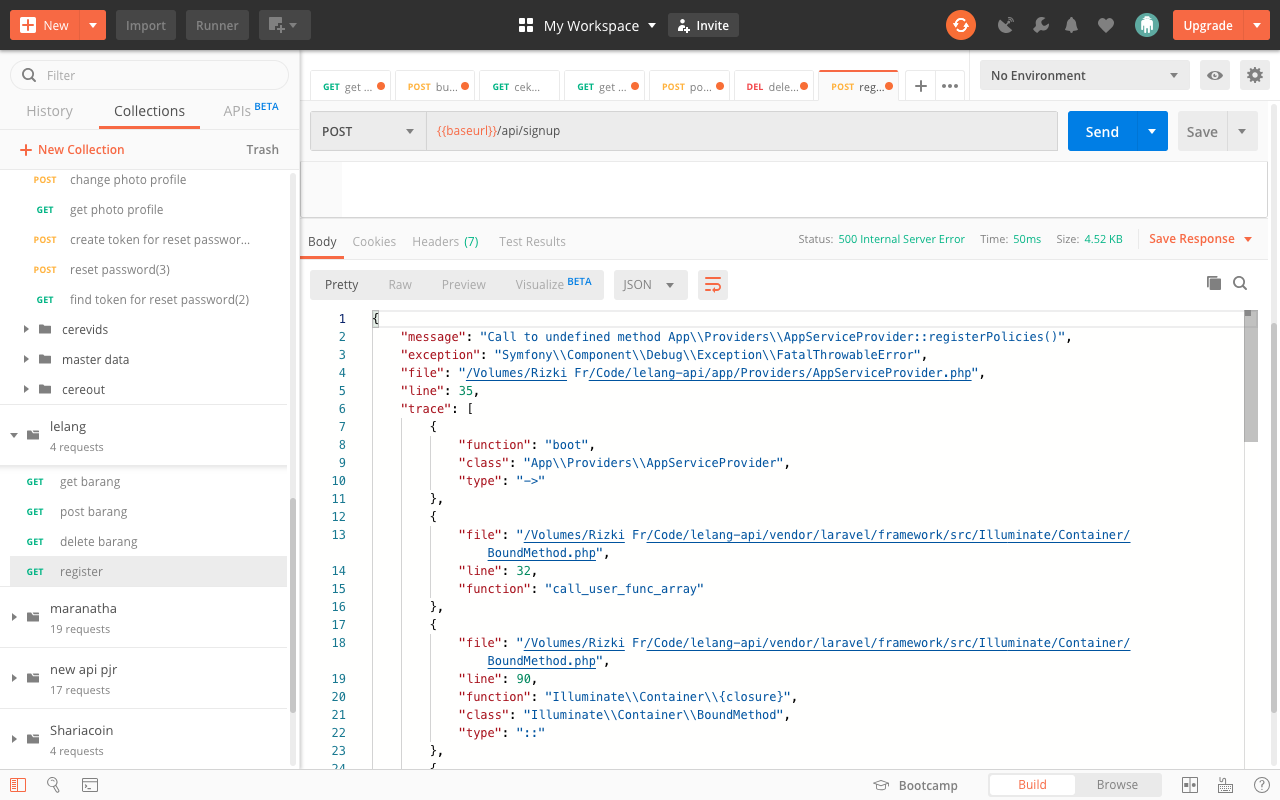 New
Import
Runner
My Workspace
Invite
Upgrade
Filter
History
Collections
APIs BETA
New Collection
Trash
POST change photo profile
GET get photo profile
POST create token for reset passwor...
POST reset password(3)
GET find token for reset password(2)
cerevids
master data
cereout
lelang
4 requests
GET get barang
GET post barang
GET delete barang
GET register
maranatha
19 requests
new api pjr
17 requests
Shariacoin
4 requests
GET get ...
POST bu...
GET cek...
GET get ...
POST po...
DEL dele...
POST reg...
No Environment
POST
{{baseurl}}/api/signup
Send
Save
Body
Cookies
Headers (7)
Test Results
Status: 500 Internal Server Error
Time: 50ms
Size: 4.52 KB
Save Response
Pretty
Raw
Preview
Visualize BETA
JSON
1 {
2 "message": "Call to undefined method App\\Providers\\AppServiceProvider::registerPolicies()",
3 "exception": "Symfony\\Component\\Debug\\Exception\\FatalThrowableError",
4 "file": "/Volumes/Rizki Fr/Code/lelang-api/app/Providers/AppServiceProvider.php",
5 "line": 35,
6 "trace": [
7 {
8 "function": "boot",
9 "class": "App\\Providers\\AppServiceProvider",
10 "type": "->"
11 },
12 {
13 "file": "/Volumes/Rizki Fr/Code/lelang-api/vendor/laravel/framework/src/Illuminate/Container/
BoundMethod.php",
14 "line": 32,
15 "function": "call_user_func_array"
16 },
17 {
18 "file": "/Volumes/Rizki Fr/Code/lelang-api/vendor/laravel/framework/src/Illuminate/Container/
BoundMethod.php",
19 "line": 90,
20 "function": "Illuminate\\Container\\{closure}",
21 "class": "Illuminate\\Container\\BoundMethod",
22 "type": "::"
23 },
24 {
Bootcamp
Build
Browse